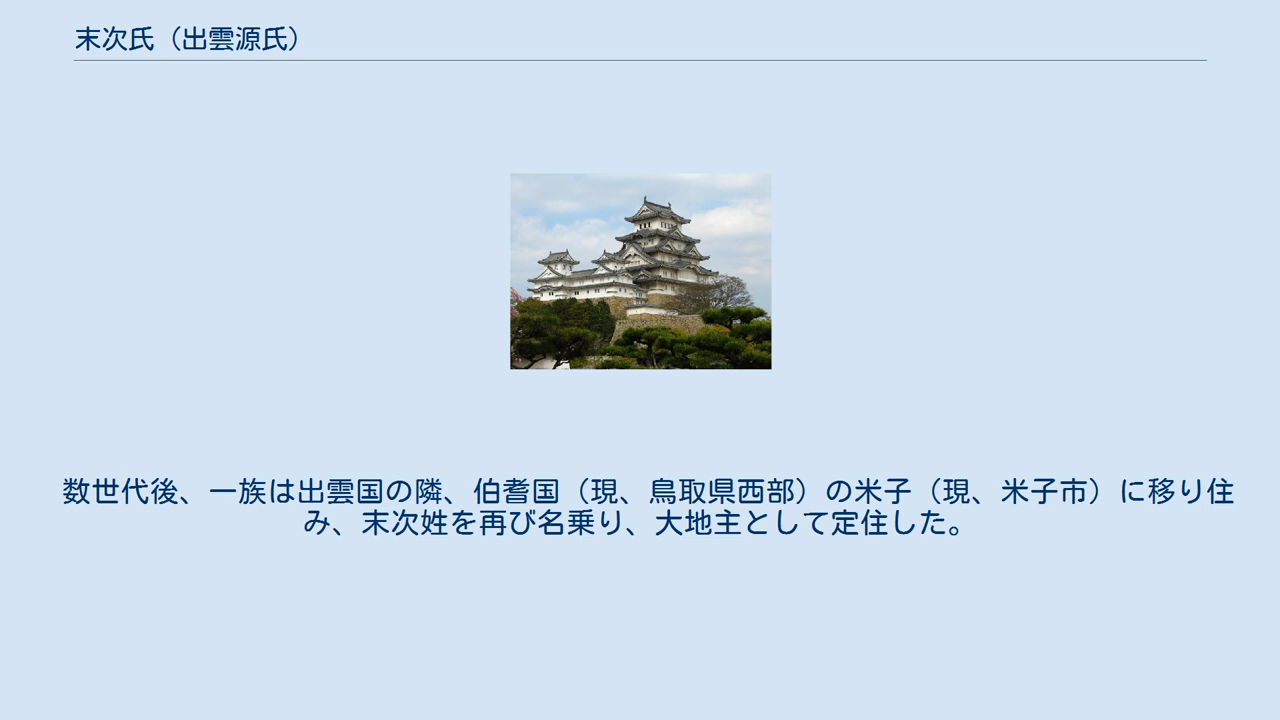 末次氏（出雲源氏）
数世代後、一族は出雲国の隣、伯耆国（現、鳥取県西部）の米子（現、米子市）に移り住
み、末次姓を再び名乗り、大地主として定住した。